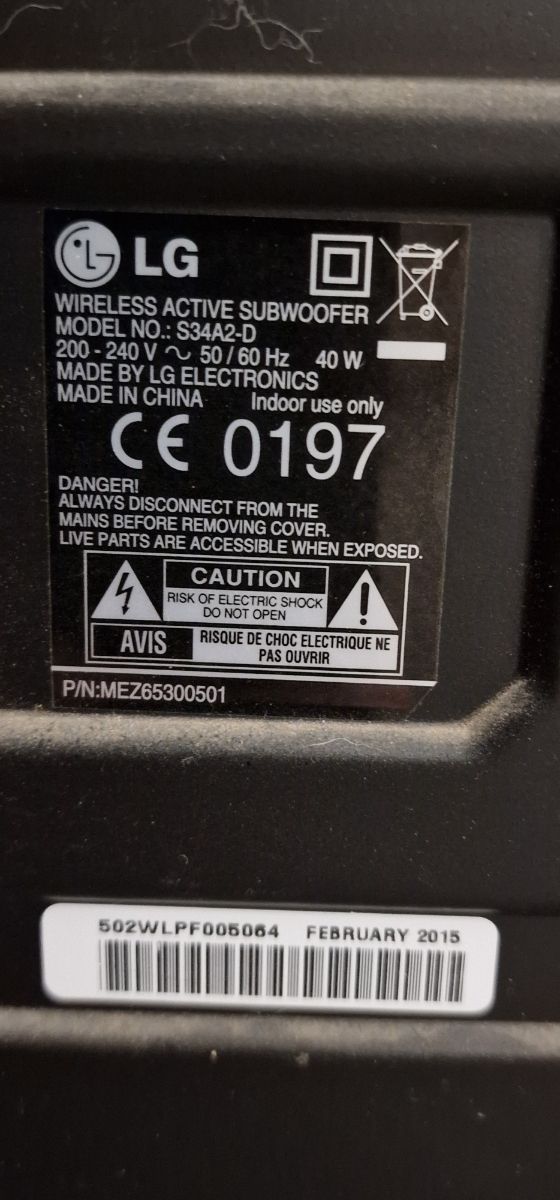 LG
WIRELESS ACTIVE SUBWOOFER
MODEL NO.: S34A2-D
200 - 240 V ~ 50 / 60 Hz 40 W
MADE BY LG ELECTRONICS
MADE IN CHINA Indoor use only
CE 0197
DANGER!
ALWAYS DISCONNECT FROM THE
MAINS BEFORE REMOVING COVER.
LIVE PARTS ARE ACCESSIBLE WHEN EXPOSED.
CAUTION
RISK OF ELECTRIC SHOCK
DO NOT OPEN
AVIS
RISQUE DE CHOC ELECTRIQUE NE
PAS OUVRIR
P/N:MEZ65300501
502WLPF005064 FEBRUARY 2015